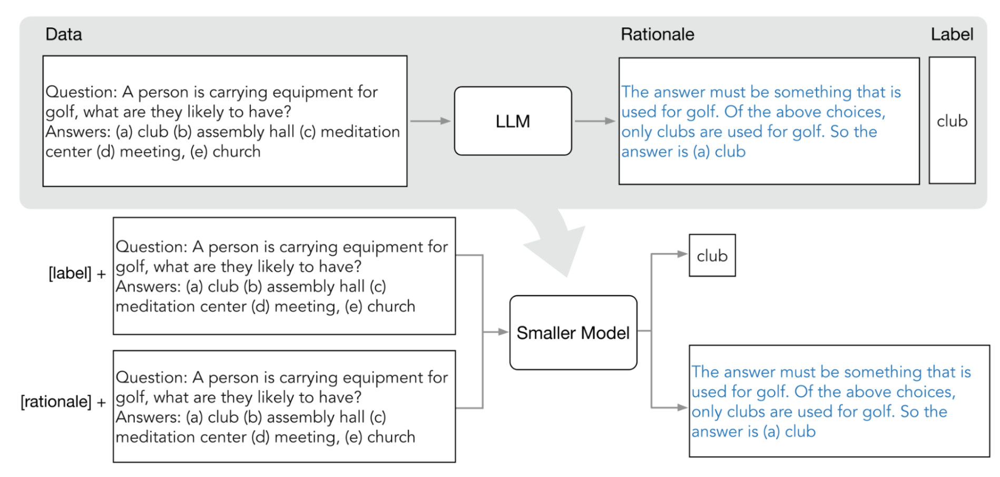 Data
Question: A person is carrying equipment for
golf, what are they likely to have?
Answers: (a) club (b) assembly hall (c) meditation
center (d) meeting, (e) church
LLM
Rationale
The answer must be something that is
used for golf. Of the above choices,
only clubs are used for golf. So the
answer is (a) club
Label
club
[label] +
Question: A person is carrying equipment for
golf, what are they likely to have?
Answers: (a) club (b) assembly hall (c)
meditation center (d) meeting, (e) church
[rationale] +
Question: A person is carrying equipment for
golf, what are they likely to have?
Answers: (a) club (b) assembly hall (c)
meditation center (d) meeting, (e) church
Smaller Model
club
The answer must be something that is
used for golf. Of the above choices,
only clubs are used for golf. So the
answer is (a) club